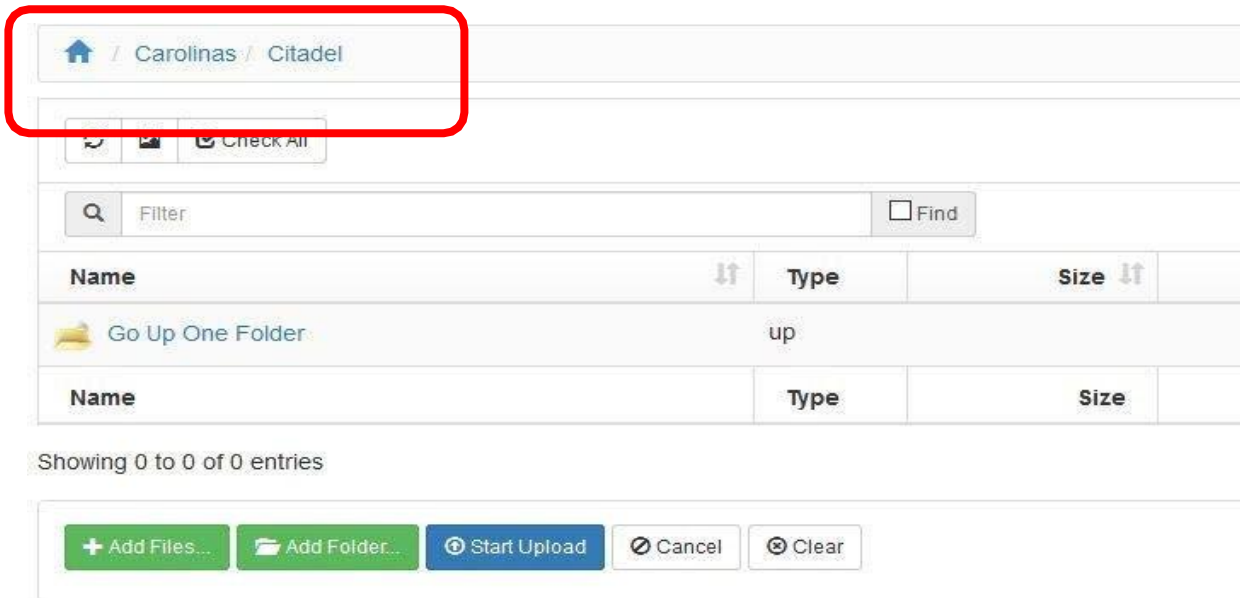 / Carolinas / Citadel
Check All
Filter Find
Name Type Size
Go Up One Folder up
Name Type Size
Showing 0 to 0 of 0 entries
Add Files... Add Folder... Start Upload Cancel Clear